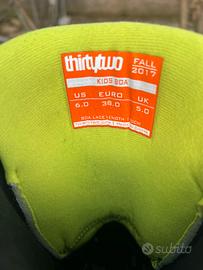 thirtytwo
FALL 2017
KIDS BOA
US EURO UK
6.0 38.0 5.0
BOA LACE LENGTH
subito